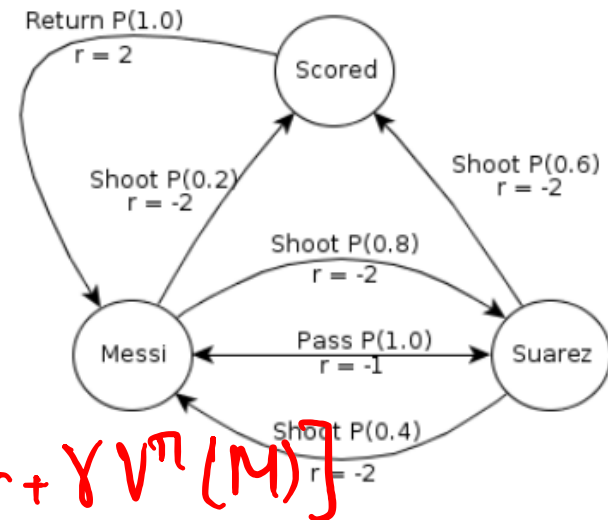 Return P(1.0)
r = 2
Scored
Shoot P(0.2)
r = -2
Shoot P(0.6)
r = -2
Shoot P(0.8)
r = -2
Messi
Pass P(1.0)
r = -1
Suarez
Shoot P(0.4)
r = -2
+ γ V^π (M)]